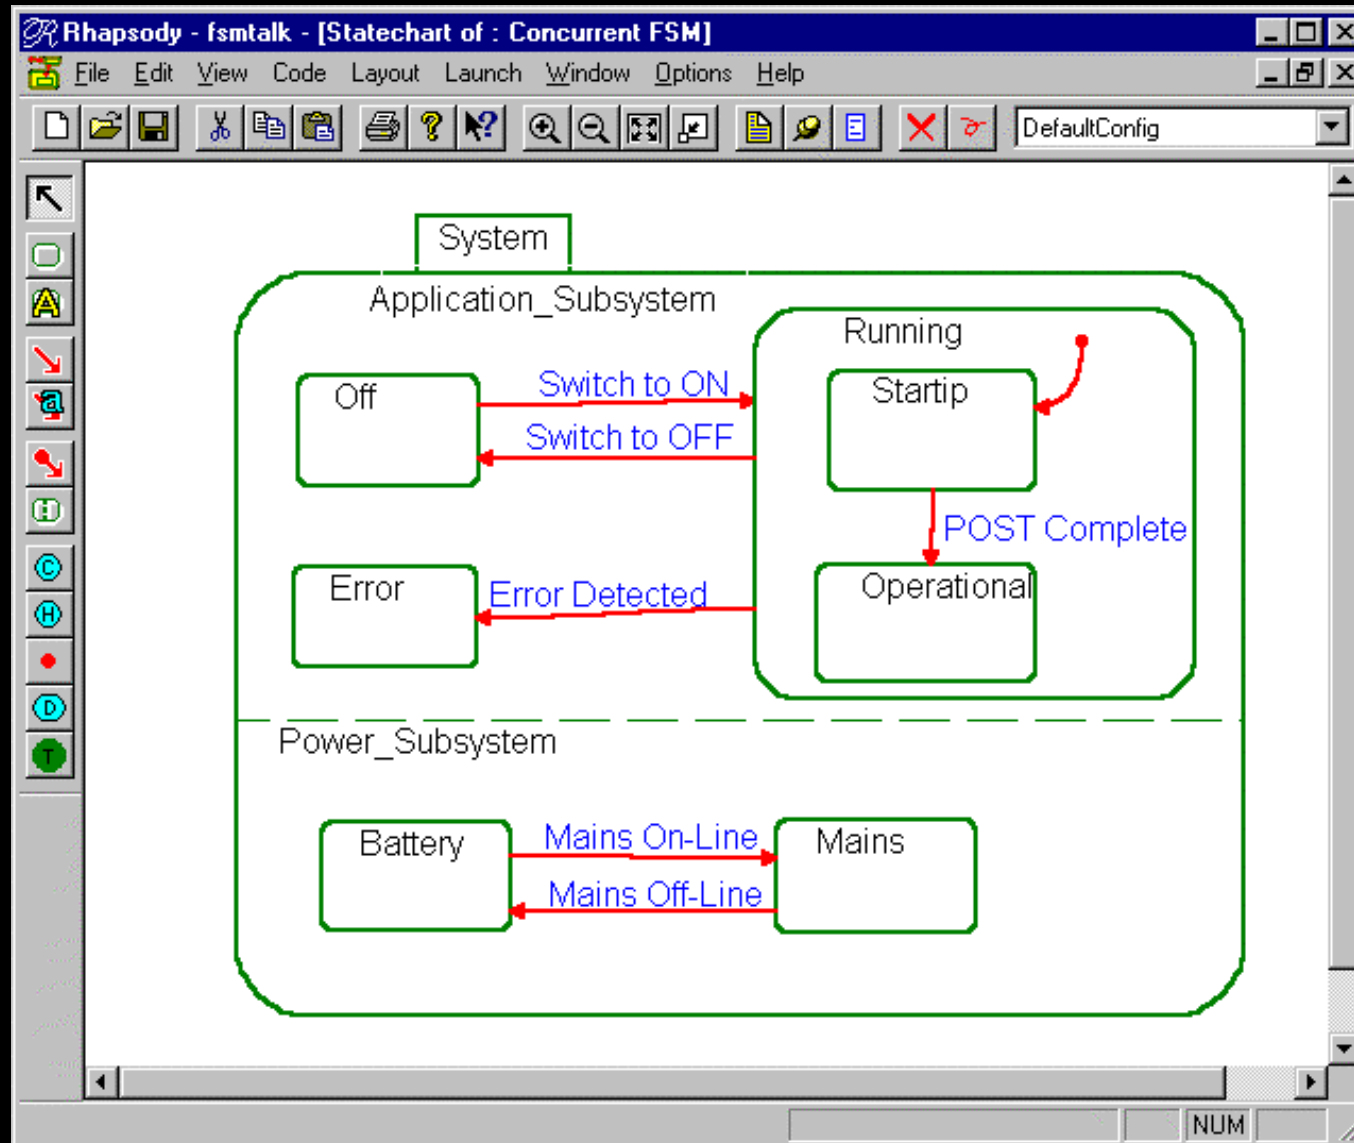 Rhapsody - fsmtalk - [Statechart of : Concurrent FSM]
File Edit View Code Layout Launch Window Options Help
DefaultConfig
System
Application_Subsystem
Running
Off
Switch to ON
Startip
Switch to OFF
POST Complete
Error
Error Detected
Operational
Power_Subsystem
Battery
Mains On-Line
Mains
Mains Off-Line
C
H
D
T
NUM